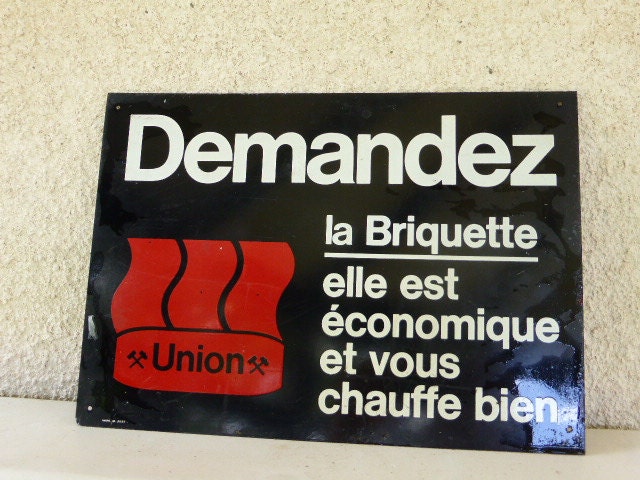 Demandez
la Briquette
elle est
économique
et vous
chauffe bien
Union